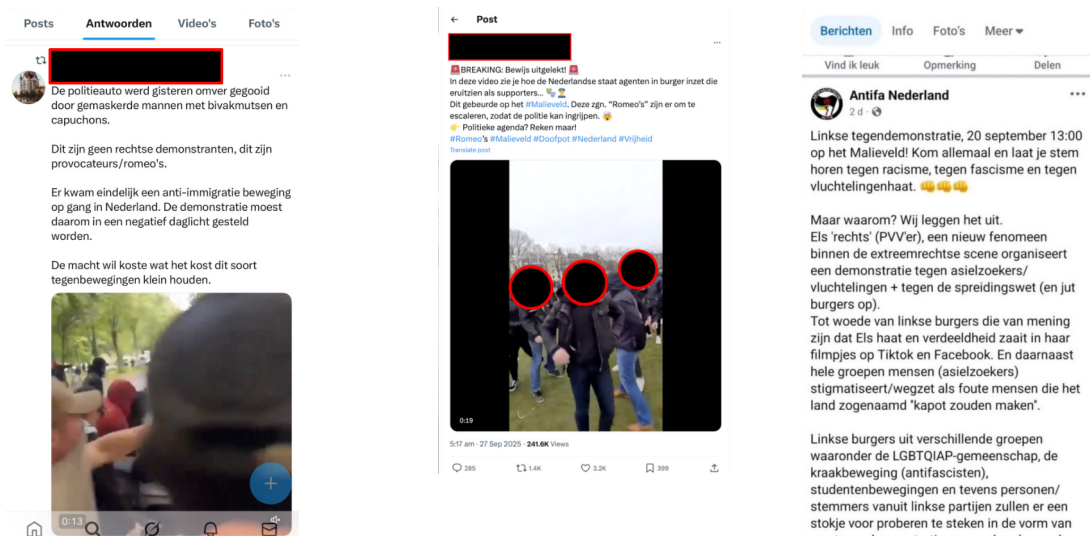 Posts Antwoorden Video's Foto's
De politieauto werd gisteren omver gegooid
door gemaskerde mannen met bivakmutsen en
capuchons.
Dit zijn geen rechtse demonstranten, dit zijn
provocateurs/romeo's.
Er kwam eindelijk een anti-immigratie beweging
op gang in Nederland. De demonstratie moest
daarom in een negatief daglicht gesteld
worden.
De macht wil koste wat het kost dit soort
tegenbewegingen klein houden.
0:13
← Post
🚨BREAKING: Bewijs uitgelekt! 🚨
In deze video zie je hoe de Nederlandse staat agenten in burger inzet die
eruitzien als supporters...
Dit gebeurde op het #Malieveld. Deze zgn. "Romeo's" zijn er om te
escaleren, zodat de politie kan ingrijpen. 🤯
👉 Politieke agenda? Reken maar!
#Romeo's #Malieveld #Doofpot #Nederland #Vrijheid
Translate post
0:19
5:17 am · 27 Sep 2025 · 241.6K Views
285 1.4K 3.2K 399
Berichten Info Foto's Meer
Vind ik leuk Opmerking Delen
Antifa Nederland
2 d ·
Linkse tegendemonstratie, 20 september 13:00
op het Malieveld! Kom allemaal en laat je stem
horen tegen racisme, tegen fascisme en tegen
vluchtelingenhaat. 👊👊👊
Maar waarom? Wij leggen het uit.
Els 'rechts' (PVV'er), een nieuw fenomeen
binnen de extreemrechtse scene organiseert
een demonstratie tegen asielzoekers/
vluchtelingen + tegen de spreidingswet (en jut
burgers op).
Tot woede van linkse burgers die van mening
zijn dat Els haat en verdeeldheid zaait in haar
filmpjes op Tiktok en Facebook. En daarnaast
hele groepen mensen (asielzoekers)
stigmatiseert/wegzet als foute mensen die het
land zogenaamd "kapot zouden maken".
Linkse burgers uit verschillende groepen
waaronder de LGBTQIAP-gemeenschap, de
kraakbeweging (antifascisten),
studentenbewegingen en tevens personen/
stemmers vanuit linkse partijen zullen er een
stokje voor proberen te steken in de vorm van